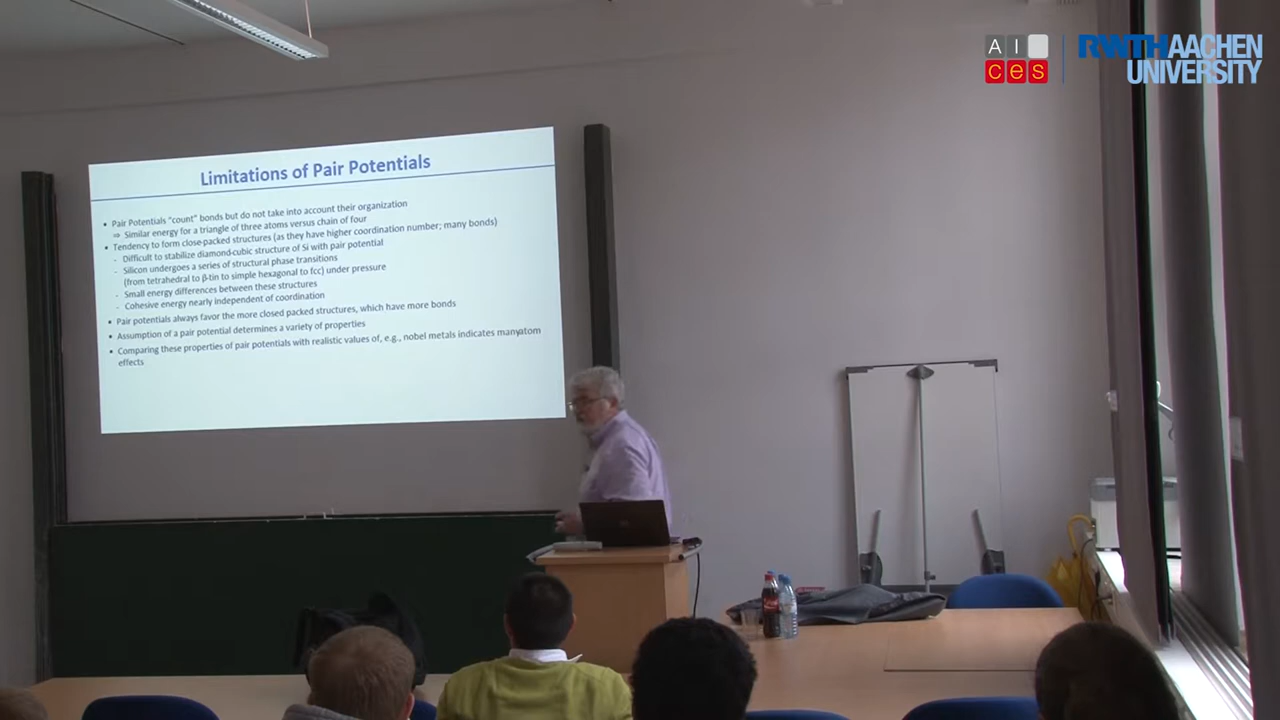 AI
ces
RWTHAACHEN
UNIVERSITY
Limitations of Pair Potentials
▪ Pair Potentials "count" bonds but do not take into account their organization
⇒ Similar energy for a triangle of three atoms versus chain of four
▪ Tendency to form close-packed structures (as they have higher coordination number; many bonds)
- Difficult to stabilize diamond-cubic structure of Si with pair potential
- Silicon undergoes a series of structural phase transitions
(from tetrahedral to β-tin to simple hexagonal to fcc) under pressure
- Small energy differences between these structures
- Cohesive energy nearly independent of coordination
▪ Pair potentials always favor the more closed packed structures, which have more bonds
▪ Assumption of a pair potential determines a variety of properties
▪ Comparing these properties of pair potentials with realistic values of, e.g., nobel metals indicates manyatom
effects